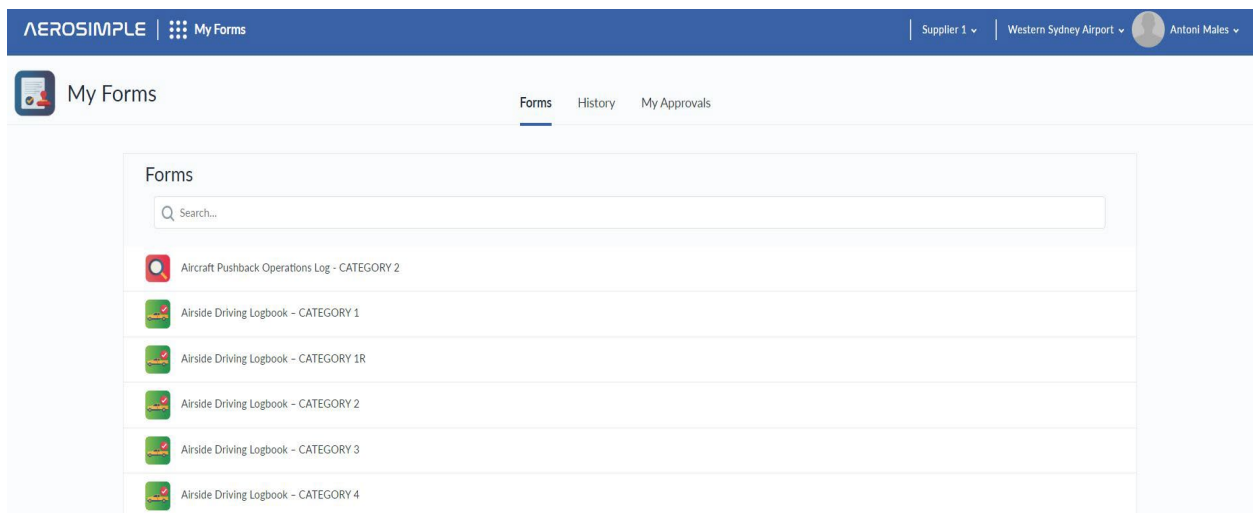 AEROSIMPLE My Forms Supplier 1 Western Sydney Airport Antoni Males
My Forms
Forms History My Approvals
Forms
Search...
Aircraft Pushback Operations Log - CATEGORY 2
Airside Driving Logbook – CATEGORY 1
Airside Driving Logbook – CATEGORY 1R
Airside Driving Logbook – CATEGORY 2
Airside Driving Logbook – CATEGORY 3
Airside Driving Logbook – CATEGORY 4